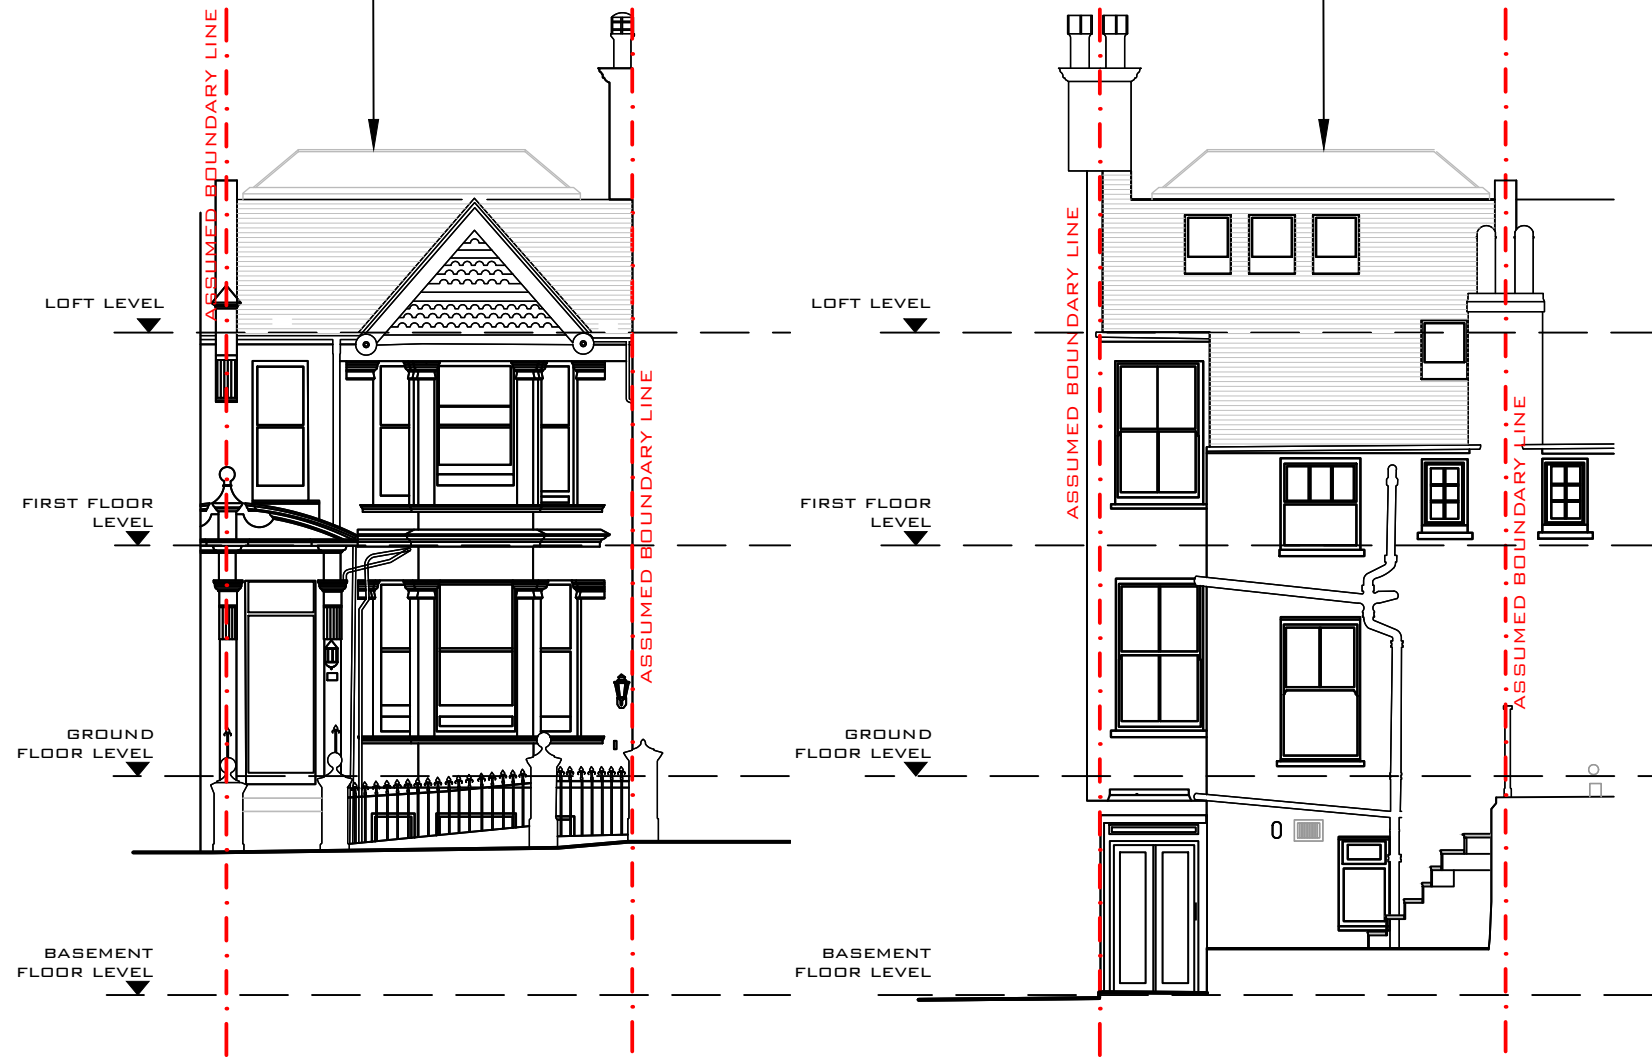 ASSUMED BOUNDARY LINE
LOFT LEVEL
FIRST FLOOR
LEVEL
GROUND
FLOOR LEVEL
BASEMENT
FLOOR LEVEL
ASSUMED BOUNDARY LINE
ASSUMED BOUNDARY LINE
LOFT LEVEL
FIRST FLOOR
LEVEL
GROUND
FLOOR LEVEL
BASEMENT
FLOOR LEVEL
ASSUMED BOUNDARY LINE